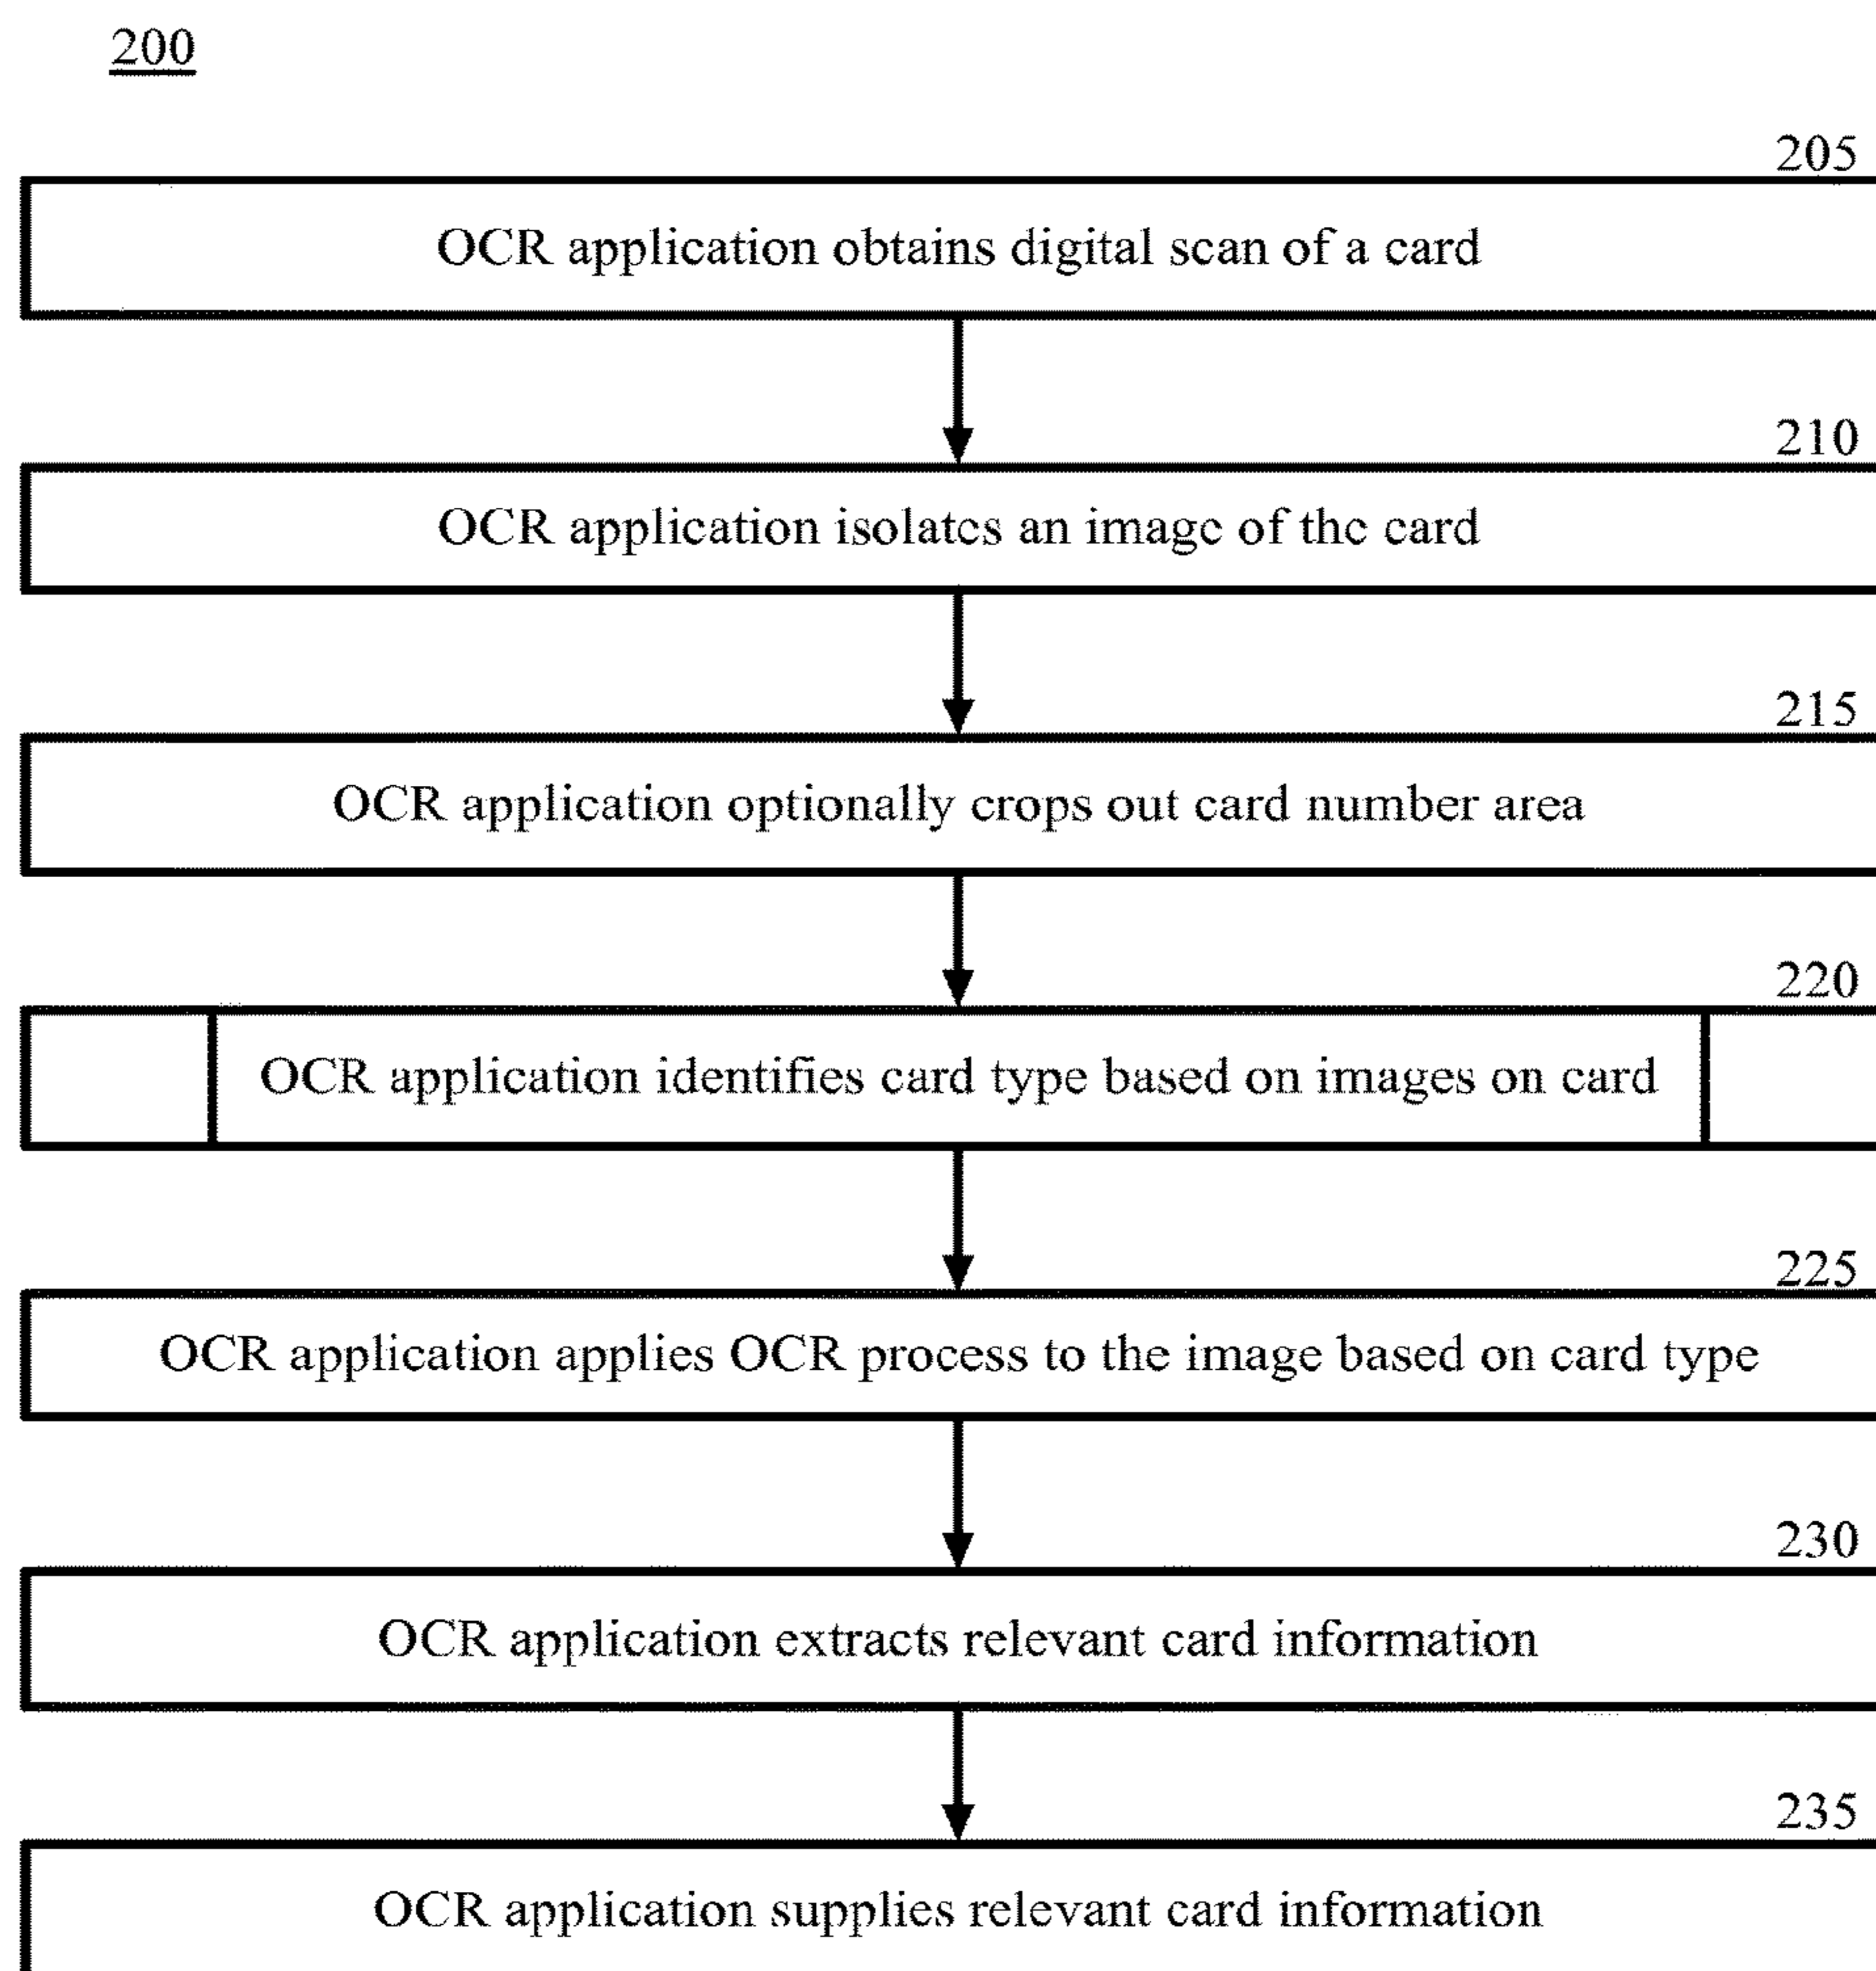 200
205
OCR application obtains digital scan of a card
210
OCR application isolates an image of the card
215
OCR application optionally crops out card number area
220
OCR application identifies card type based on images on card
225
OCR application applies OCR process to the image based on card type
230
OCR application extracts relevant card information
235
OCR application supplies relevant card information